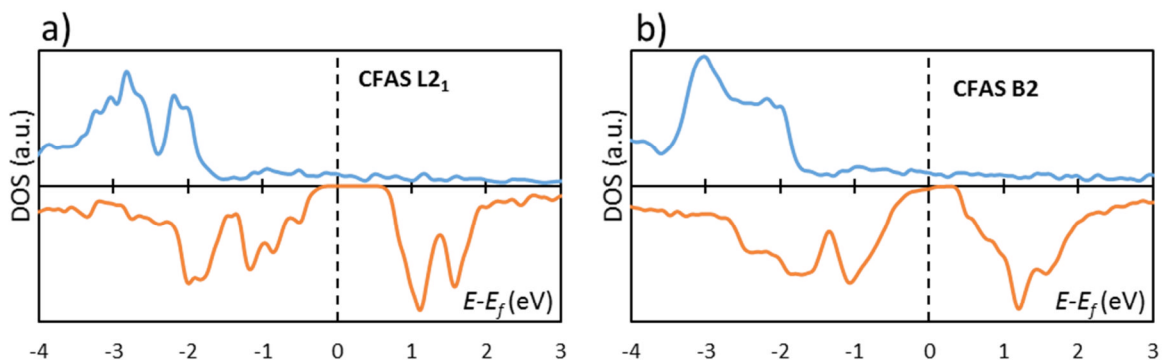 a)
CFAS L2₁
DOS (a.u.)
E-E_f (eV)
-4 -3 -2 -1 0 1 2 3
b)
CFAS B2
DOS (a.u.)
E-E_f (eV)
-4 -3 -2 -1 0 1 2 3